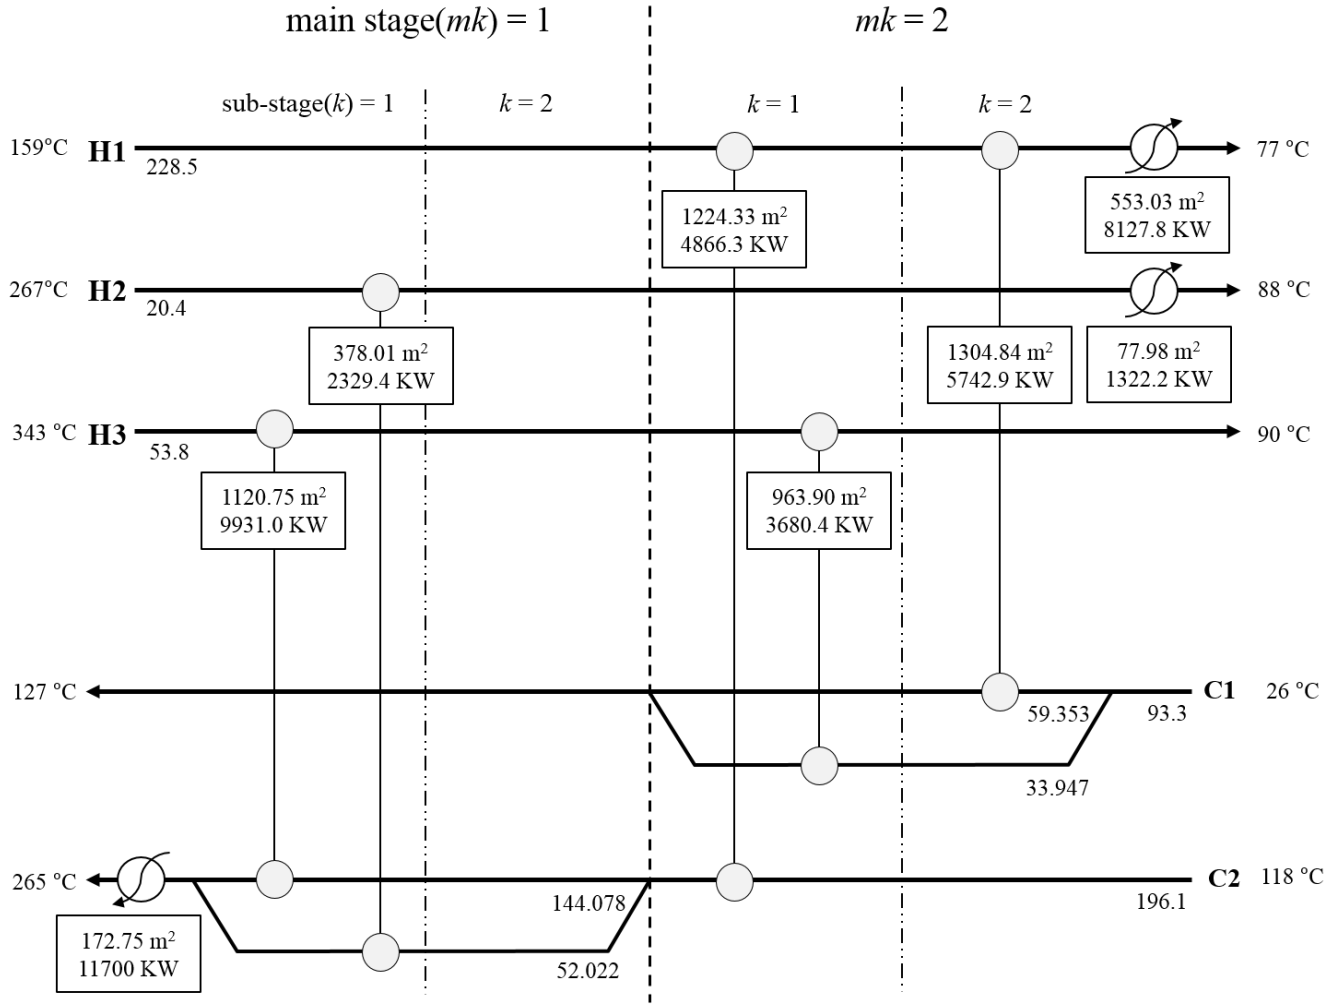 main stage(mk) = 1
mk = 2
sub-stage(k) = 1
k = 2
k = 1
k = 2
159°C H1
228.5
77 °C
1224.33 m²
4866.3 KW
553.03 m²
8127.8 KW
267°C H2
20.4
88 °C
378.01 m²
2329.4 KW
1304.84 m²
5742.9 KW
77.98 m²
1322.2 KW
343 °C H3
53.8
90 °C
1120.75 m²
9931.0 KW
963.90 m²
3680.4 KW
127 °C
C1 26 °C
59.353
93.3
33.947
265 °C
C2 118 °C
144.078
196.1
172.75 m²
11700 KW
52.022